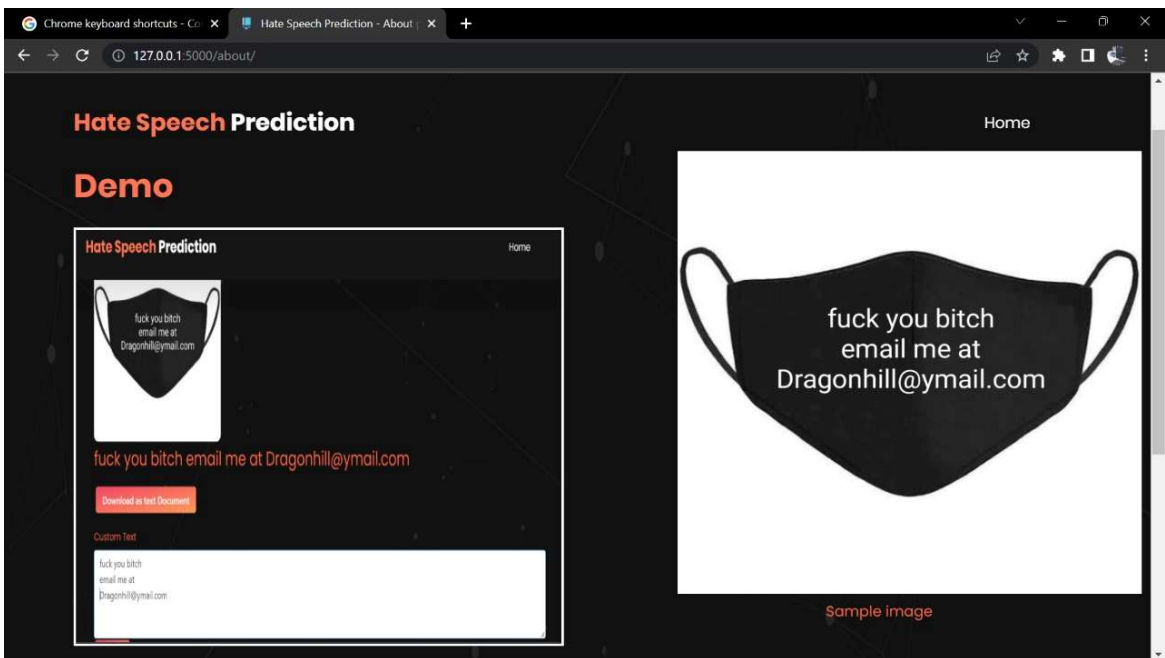 Chrome keyboard shortcuts - Co
Hate Speech Prediction - About
127.0.0.1:5000/about/
Hate Speech Prediction
Home
Demo
Hate Speech Prediction
Home
fuck you bitch
email me at
Dragonhill@ymail.com
fuck you bitch email me at Dragonhill@ymail.com
Download as text Document
Custom Text
fuck you bitch
email me at
Dragonhill@ymail.com
fuck you bitch
email me at
Dragonhill@ymail.com
Sample image